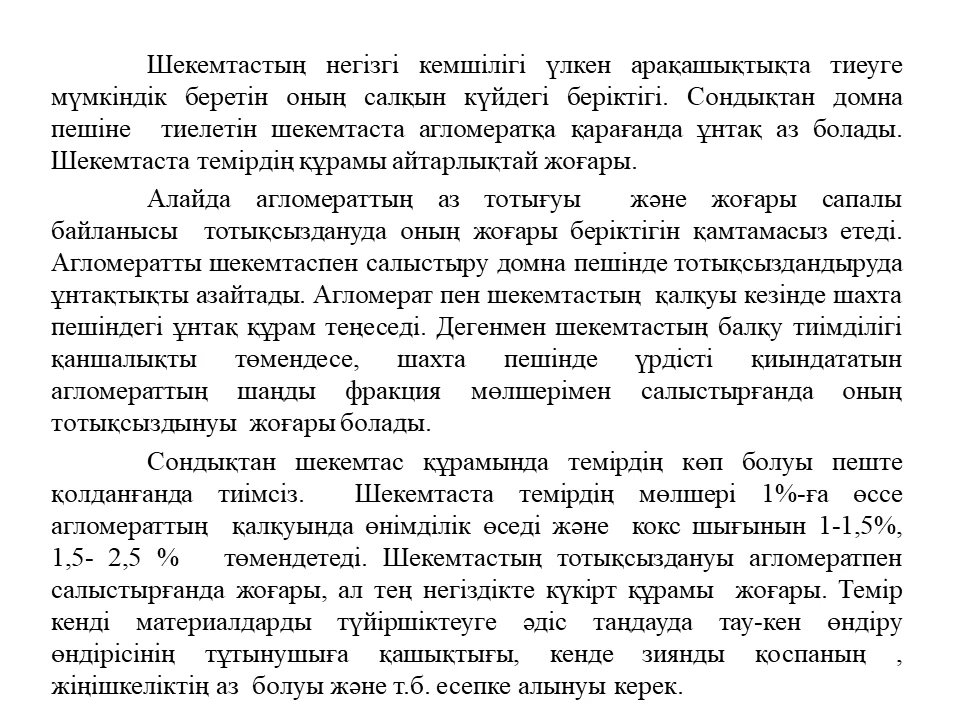 Шекемтастың негізгі кемшілігі үлкен арақашықтықта тиеуге
мүмкіндік беретін оның салқын күйдегі беріктігі. Сондықтан домна
пешіне тиелетін шекемтаста агломератқа қарағанда ұнтақ аз болады.
Шекемтаста темірдің құрамы айтарлықтай жоғары.
Алайда агломераттың аз тотығуы және жоғары сапалы
байланысы тотықсыздануда оның жоғары беріктігін қамтамасыз етеді.
Агломератты шекемтаспен салыстыру домна пешінде тотықсыздандыруда
ұнтақтықты азайтады. Агломерат пен шекемтастың қалқуы кезінде шахта
пешіндегі ұнтақ құрам теңеседі. Дегенмен шекемтастың балқу тиімділігі
қаншалықты төмендесе, шахта пешінде үрдісті қиындататын
агломераттың шаңды фракция мөлшерімен салыстырғанда оның
тотықсыздынуы жоғары болады.
Сондықтан шекемтас құрамында темірдің көп болуы пеште
қолданғанда тиімсіз. Шекемтаста темірдің мөлшері 1%-ға өссе
агломераттың қалқуында өнімділік өседі және кокс шығынын 1-1,5%,
1,5- 2,5 % төмендетеді. Шекемтастың тотықсыздануы агломератпен
салыстырғанда жоғары, ал тең негіздікте күкірт құрамы жоғары. Темір
кенді материалдарды түйіршіктеуге әдіс таңдауда тау-кен өндіру
өндірісінің тұтынушыға қашықтығы, кенде зиянды қоспаның ,
жіңішкеліктің аз болуы және т.б. есепке алынуы керек.